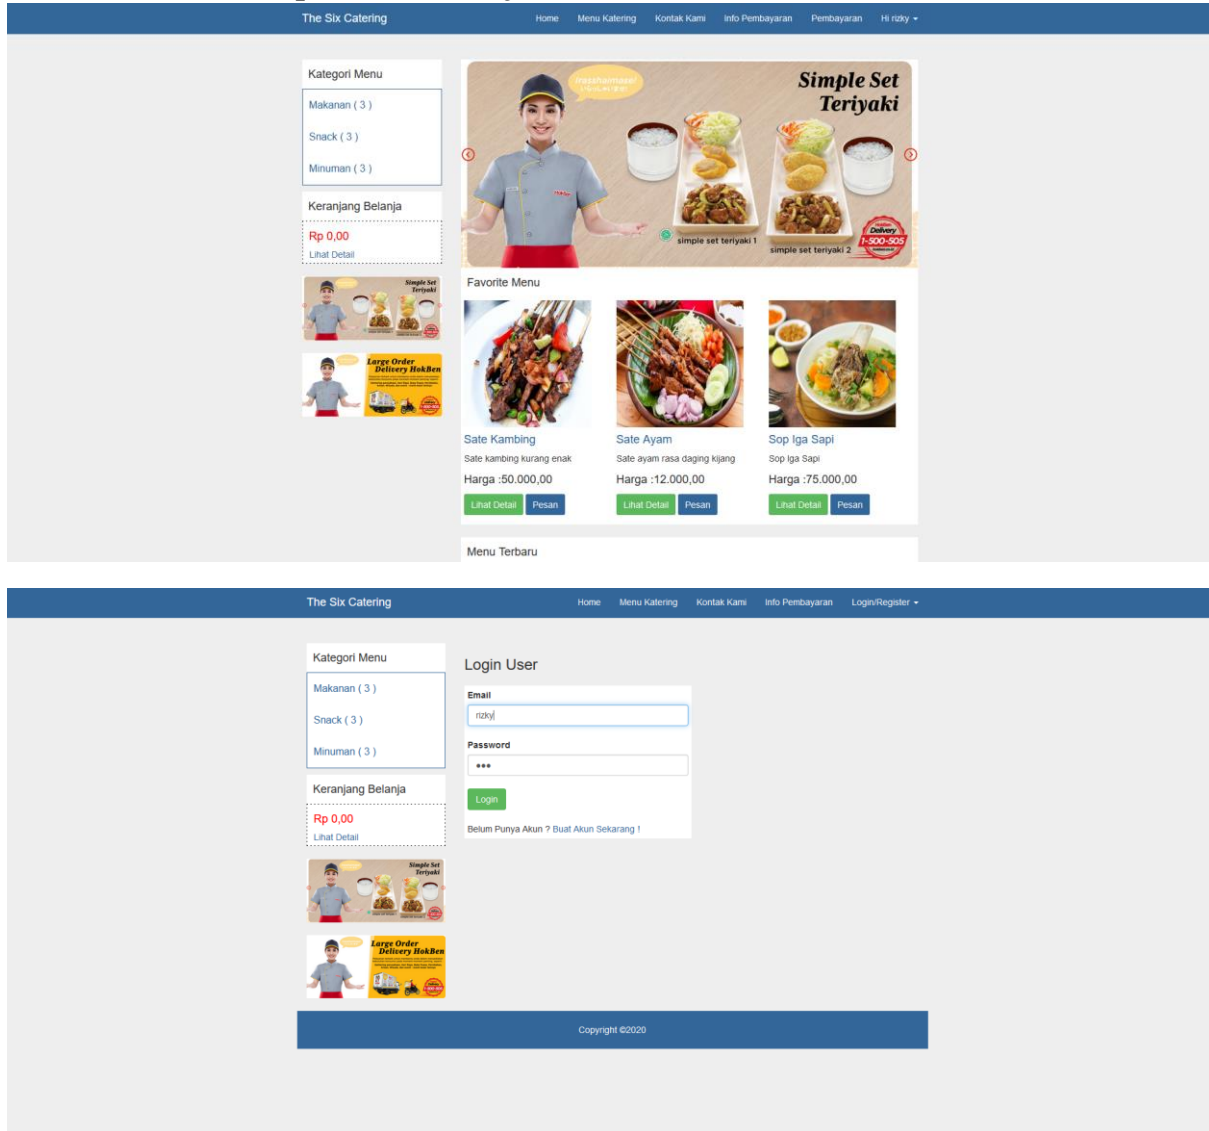 The Six Catering
Home Menu Katering Kontak Kami Info Pembayaran Pembayaran Hi rizky
Kategori Menu
Makanan ( 3 )
Snack ( 3 )
Minuman ( 3 )
Keranjang Belanja
Rp 0,00
Lihat Detail
Simple Set
Teriyaki
Large Order
Delivery HokBen
irasshaimase!
Simple Set
Teriyaki
simple set teriyaki 1
simple set teriyaki 2
Delivery
1-500-505
Favorite Menu
Sate Kambing
Sate kambing kurang enak
Harga :50.000,00
Lihat Detail Pesan
Sate Ayam
Sate ayam rasa daging kijang
Harga :12.000,00
Lihat Detail Pesan
Sop Iga Sapi
Sop Iga Sapi
Harga :75.000,00
Lihat Detail Pesan
Menu Terbaru
The Six Catering
Home Menu Katering Kontak Kami Info Pembayaran Login/Register
Kategori Menu
Makanan ( 3 )
Snack ( 3 )
Minuman ( 3 )
Keranjang Belanja
Rp 0,00
Lihat Detail
Simple Set
Teriyaki
Large Order
Delivery HokBen
Login User
Email
rizky
Password
Login
Belum Punya Akun ? Buat Akun Sekarang !
Copyright ©2020